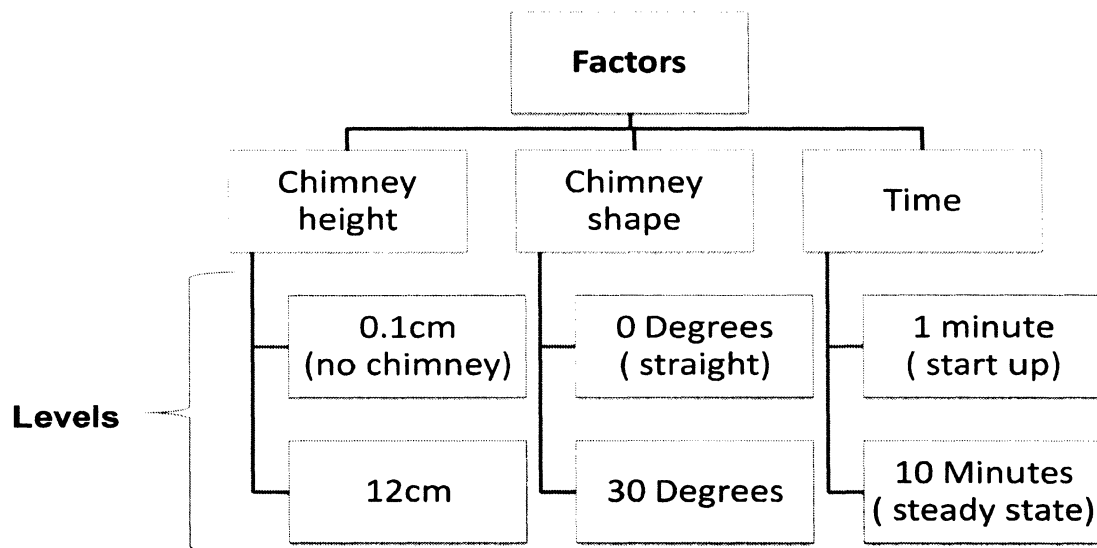 Factors
Chimney
height
Chimney
shape
Time
Levels
0.1cm
(no chimney)
0 Degrees
( straight)
1 minute
( start up)
12cm
30 Degrees
10 Minutes
( steady state)